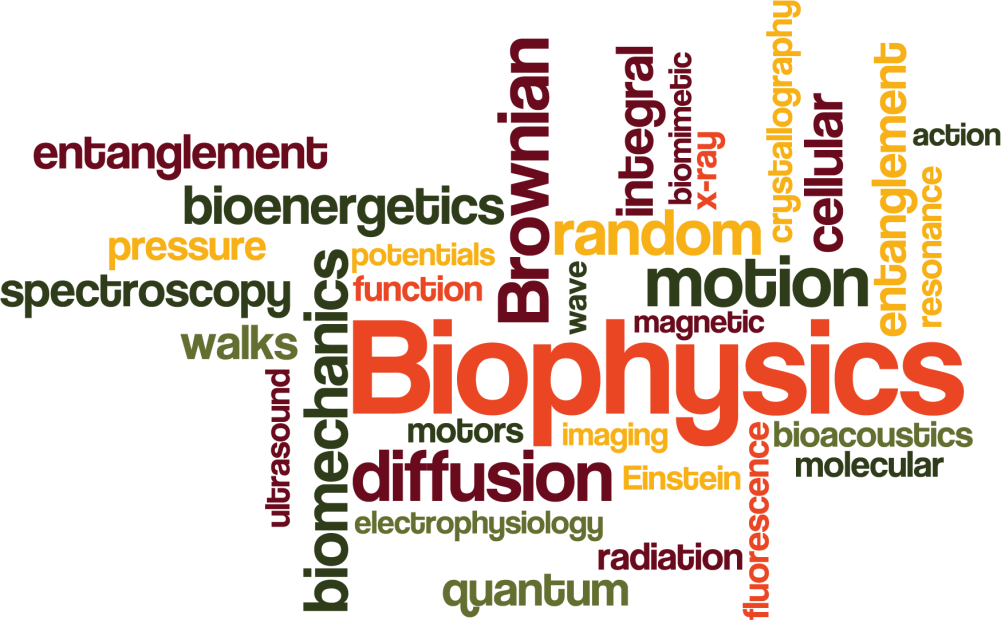 entanglement
bioenergetics
pressure
spectroscopy
walks
ultrasound
biomechanics
potentials
function
Brownian
integral
biomimetic
x-ray
random
crystallography
cellular
entanglement
action
resonance
wave
motion
magnetic
Biophysics
motors
imaging
bioacoustics
molecular
diffusion
Einstein
electrophysiology
fluorescence
radiation
quantum